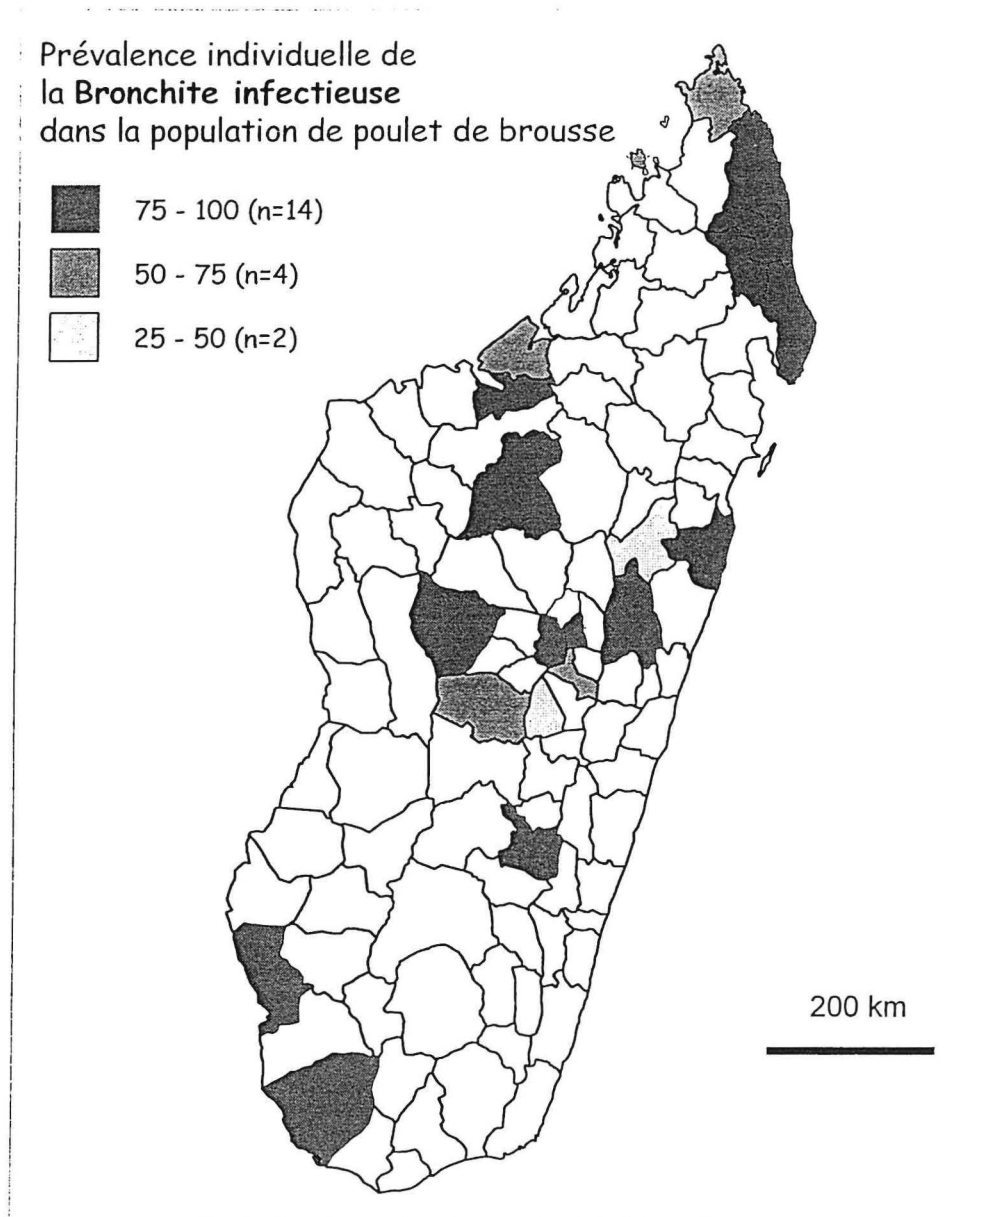 Prévalence individuelle de
la Bronchite infectieuse
dans la population de poulet de brousse
75 - 100 (n=14)
50 - 75 (n=4)
25 - 50 (n=2)
200 km